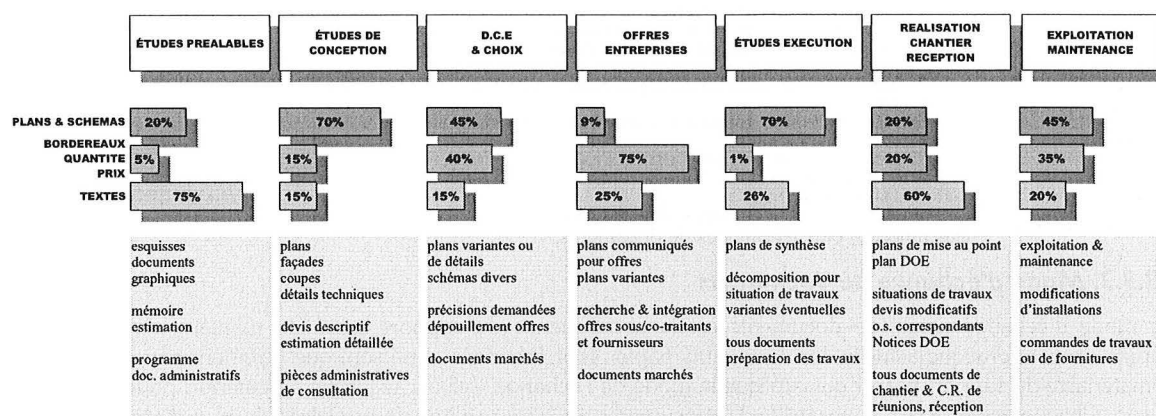 ÉTUDES PREALABLES
ÉTUDES DE
CONCEPTION
D.C.E
& CHOIX
OFFRES
ENTREPRISES
ÉTUDES EXECUTION
REALISATION
CHANTIER
RECEPTION
EXPLOITATION
MAINTENANCE
PLANS & SCHEMAS
20%
70%
45%
9%
70%
20%
45%
BORDEREAUX
QUANTITE
PRIX
5%
15%
40%
75%
1%
20%
35%
TEXTES
75%
15%
15%
25%
26%
60%
20%
esquisses
documents
graphiques
mémoire
estimation
programme
doc. administratifs
plans
façades
coupes
détails techniques
devis descriptif
estimation détaillée
pièces administratives
de consultation
plans variantes ou
de détails
schémas divers
précisions demandées
dépouillement offres
documents marchés
plans communiqués
pour offres
plans variantes
recherche & intégration
offres sous/co-traitants
et fournisseurs
documents marchés
plans de synthèse
décomposition pour
situation de travaux
variantes éventuelles
tous documents
préparation des travaux
plans de mise au point
plan DOE
situations de travaux
devis modificatifs
o.s. correspondants
Notices DOE
tous documents de
chantier & C.R. de
réunions, réception
exploitation &
maintenance
modifications
d'installations
commandes de travaux
ou de fournitures